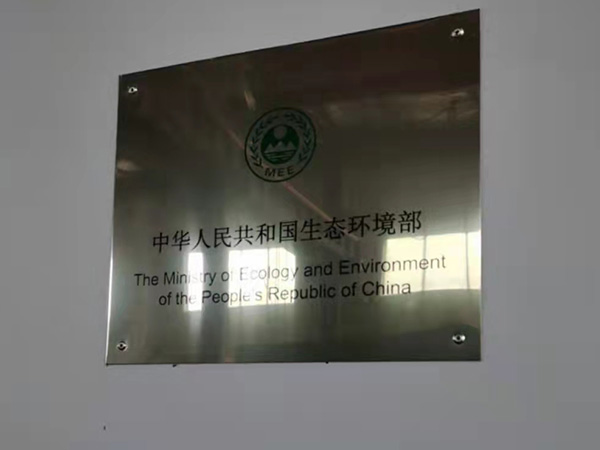 MEE
中华人民共和国生态环境部
The Ministry of Ecology and Environment
of the People's Republic of China